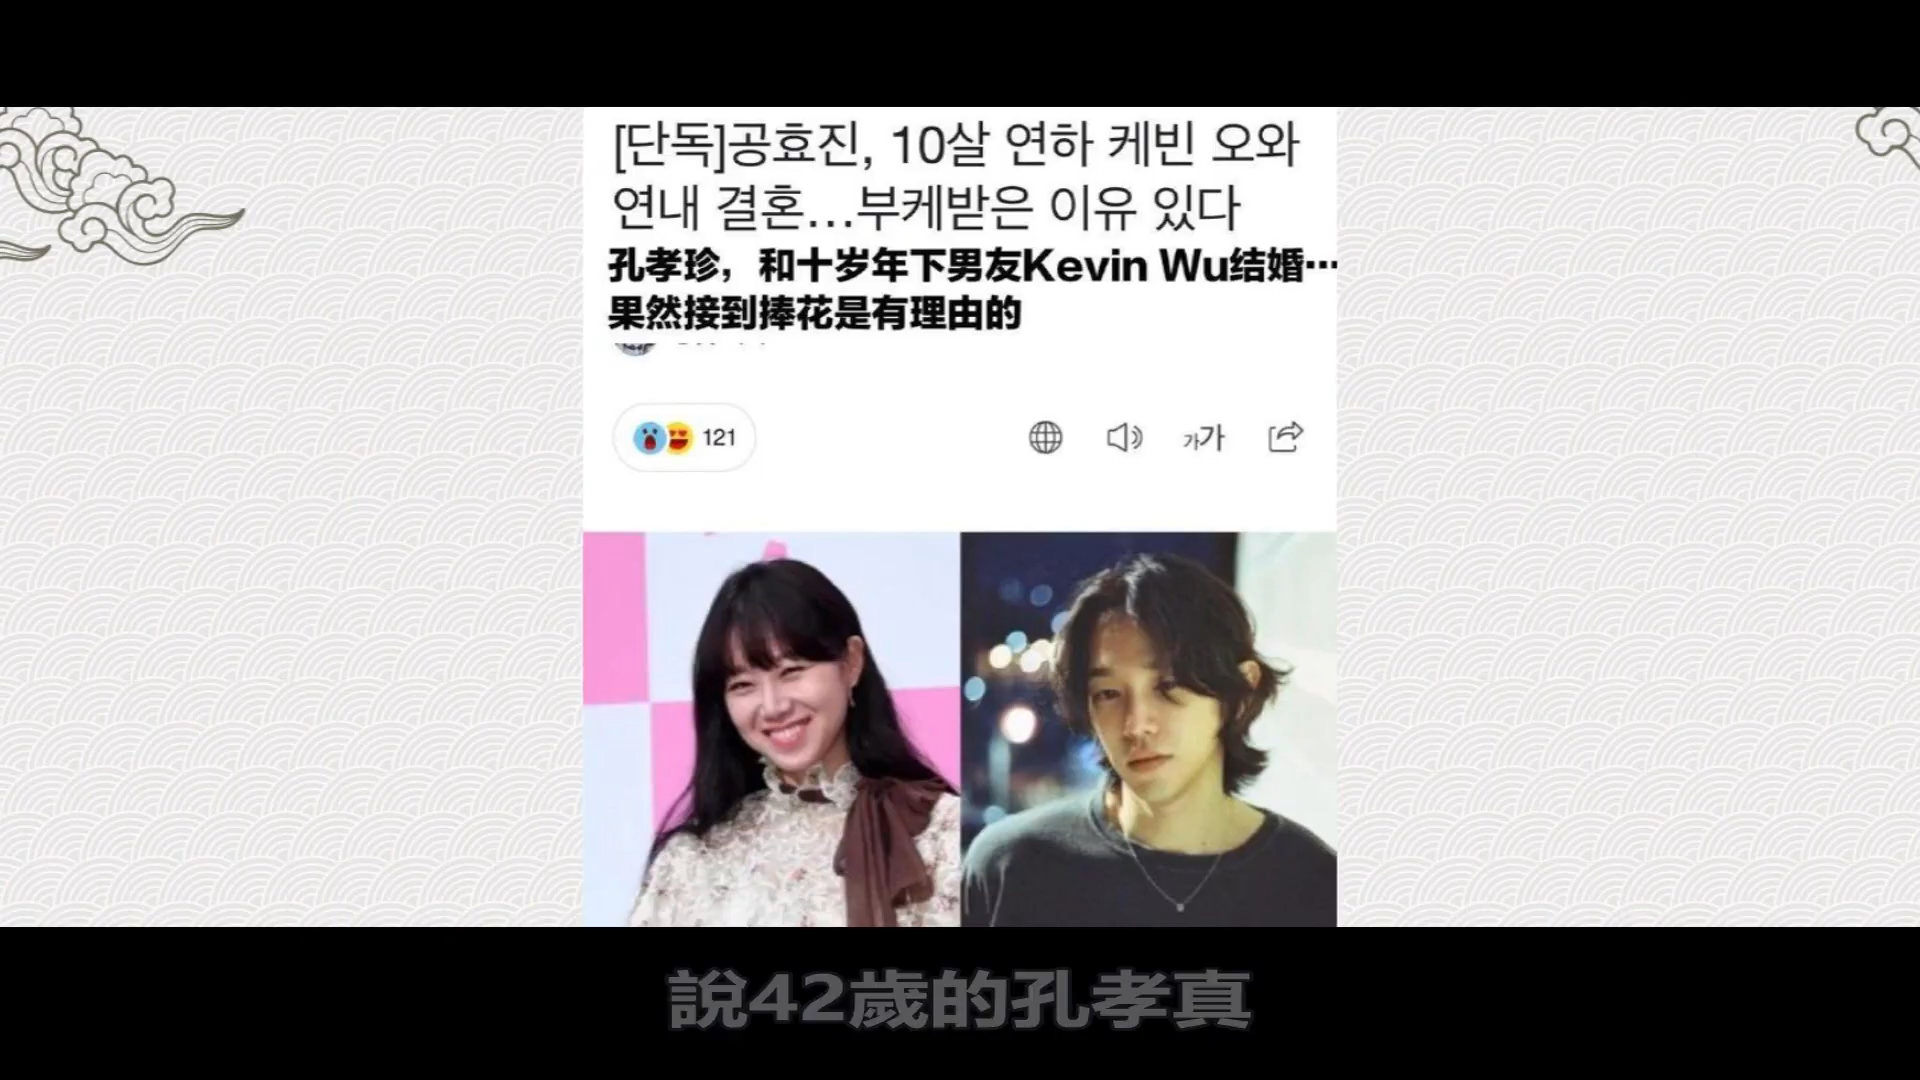 [단독]공효진, 10살 연하 케빈 오와
연내 결혼...부케받은 이유 있다
孔孝珍，和十岁年下男友Kevin Wu结婚…
果然接到捧花是有理由的
121
가가
說42歲的孔孝真